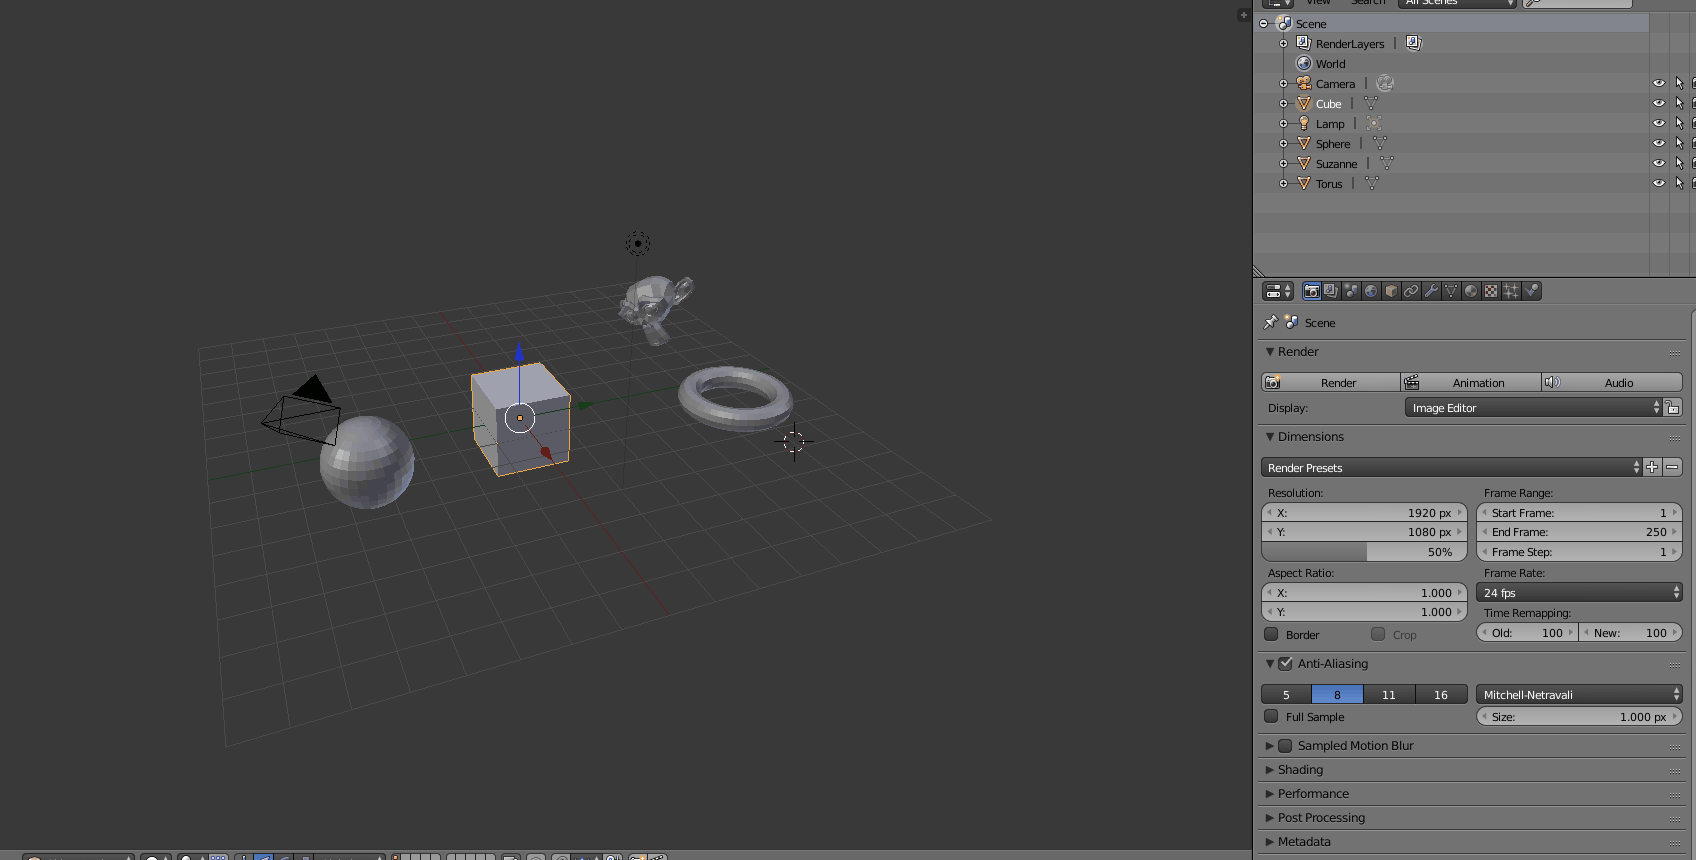 View Search All Scenes
Scene
RenderLayers
World
Camera
Cube
Lamp
Sphere
Suzanne
Torus
Scene
Render
Render Animation Audio
Display: Image Editor
Dimensions
Render Presets
Resolution: Frame Range:
X: 1920 px Start Frame: 1
Y: 1080 px End Frame: 250
50% Frame Step: 1
Aspect Ratio: Frame Rate:
X: 1.000 24 fps
Y: 1.000 Time Remapping:
Border Crop Old: 100 New: 100
Anti-Aliasing
5 8 11 16 Mitchell-Netravali
Full Sample Size: 1.000 px
Sampled Motion Blur
Shading
Performance
Post Processing
Metadata